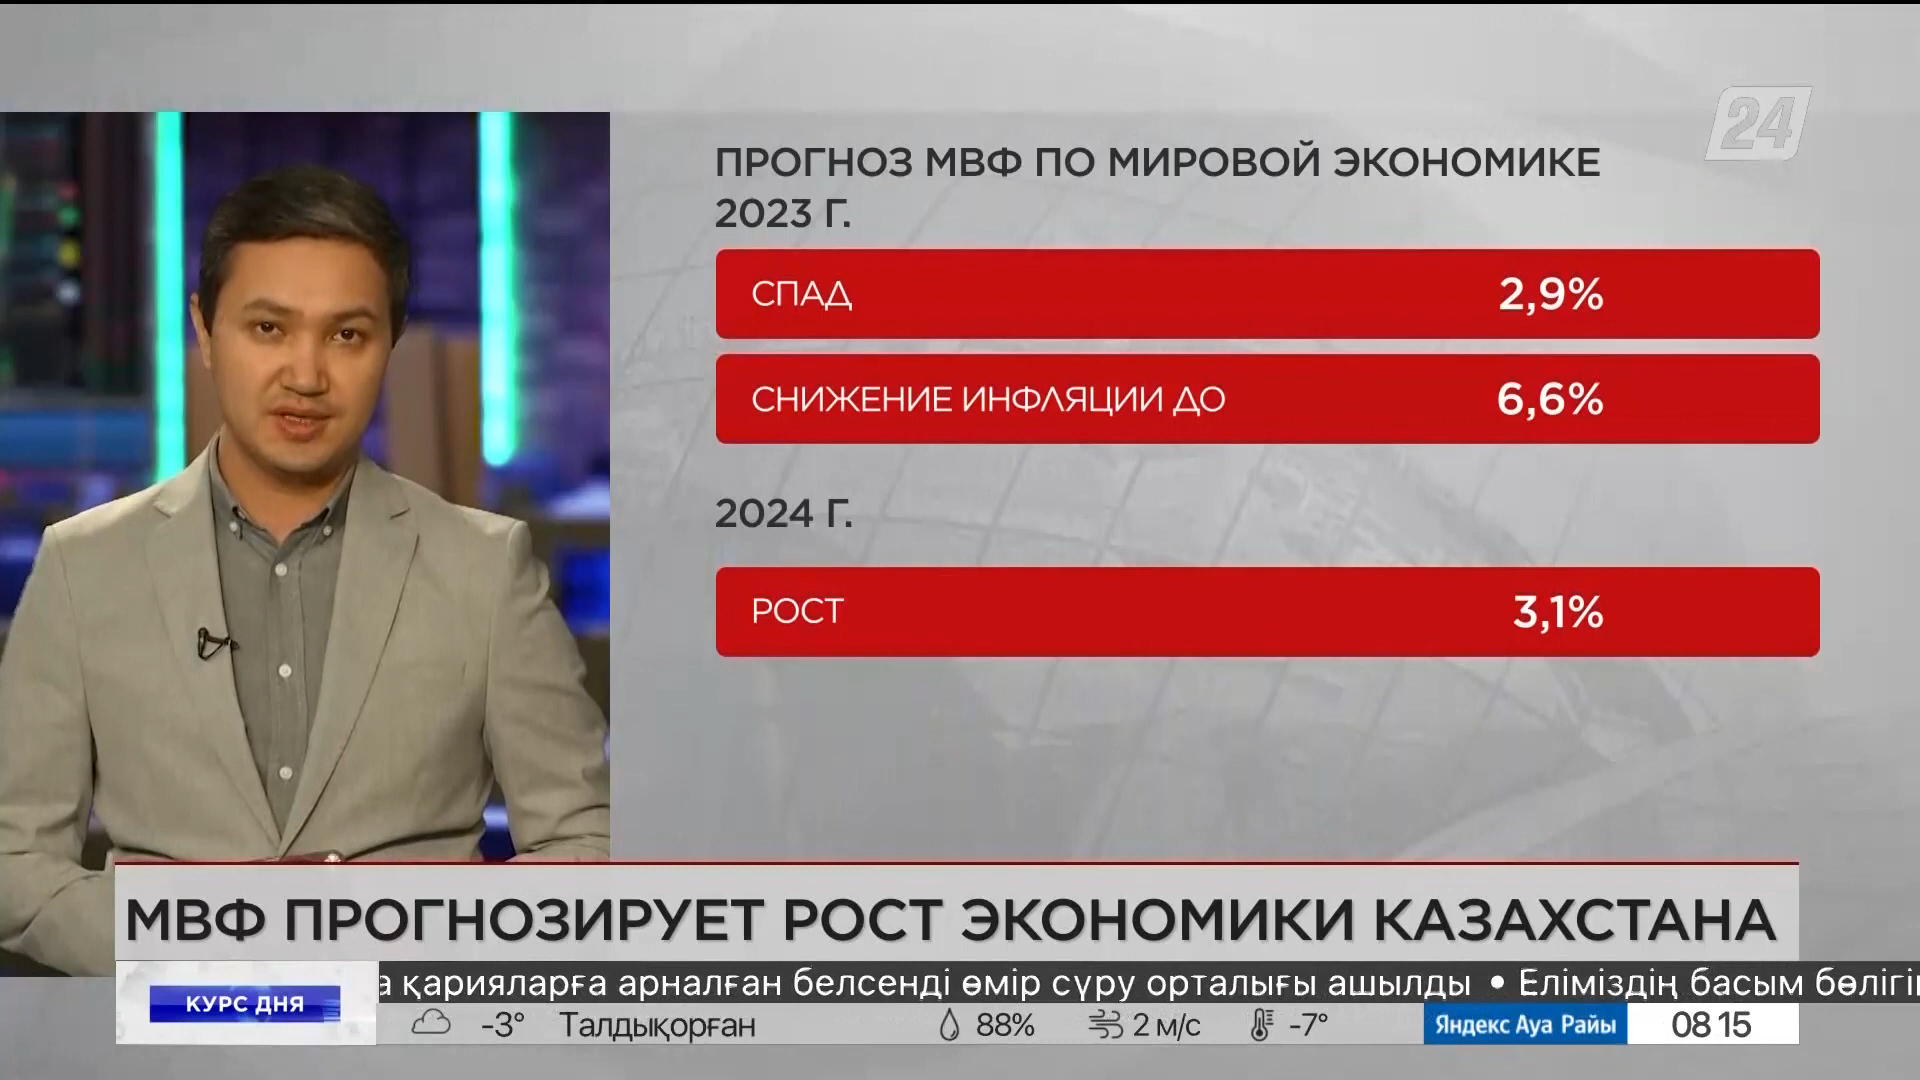 24
ПРОГНОЗ МВФ ПО МИРОВОЙ ЭКОНОМИКЕ
2023 Г.
СПАД 2,9%
СНИЖЕНИЕ ИНФЛЯЦИИ ДО 6,6%
2024 Г.
РОСТ 3,1%
МВФ ПРОГНОЗИРУЕТ РОСТ ЭКОНОМИКИ КАЗАХСТАНА
а қарияларға арналған белсенді өмір сүру орталығы ашылды • Еліміздің басым бөлігі
КУРС ДНЯ
-3° Талдықорған 88% 2 м/с -7° Яндекс Ауа Райы 08 15